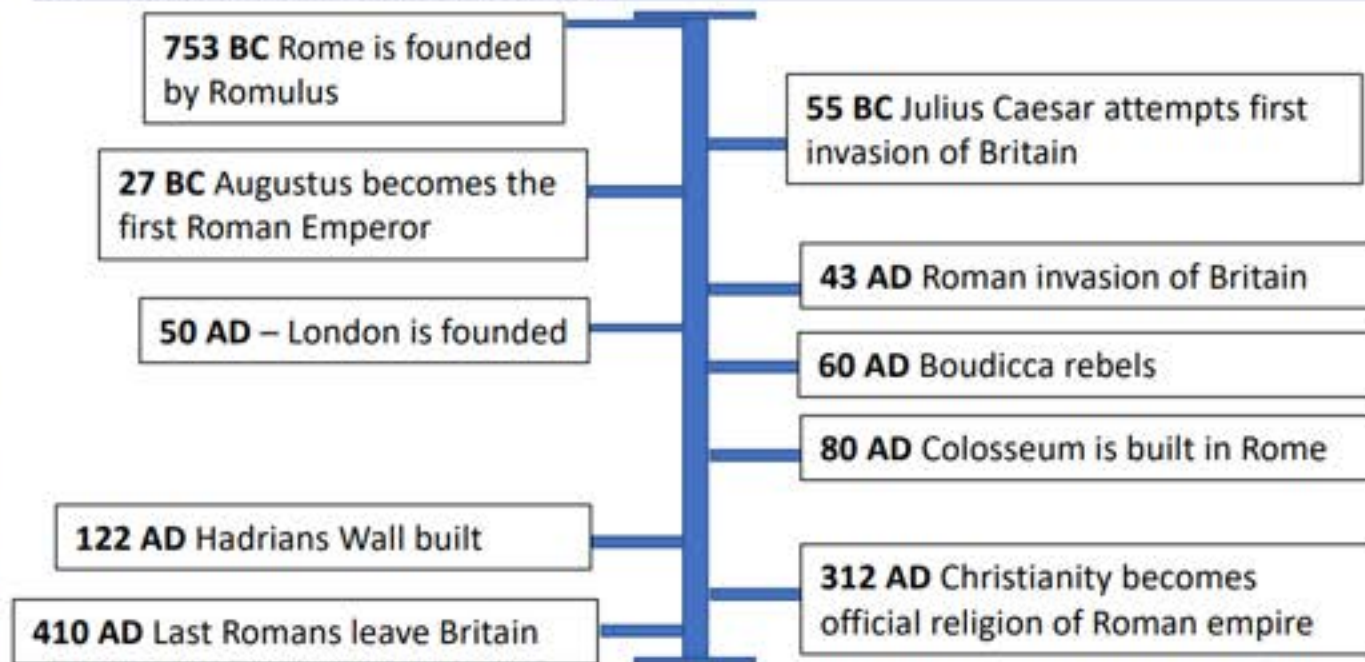 753 BC Rome is founded
by Romulus
55 BC Julius Caesar attempts first
invasion of Britain
27 BC Augustus becomes the
first Roman Emperor
43 AD Roman invasion of Britain
50 AD – London is founded
60 AD Boudicca rebels
80 AD Colosseum is built in Rome
122 AD Hadrians Wall built
312 AD Christianity becomes
official religion of Roman empire
410 AD Last Romans leave Britain